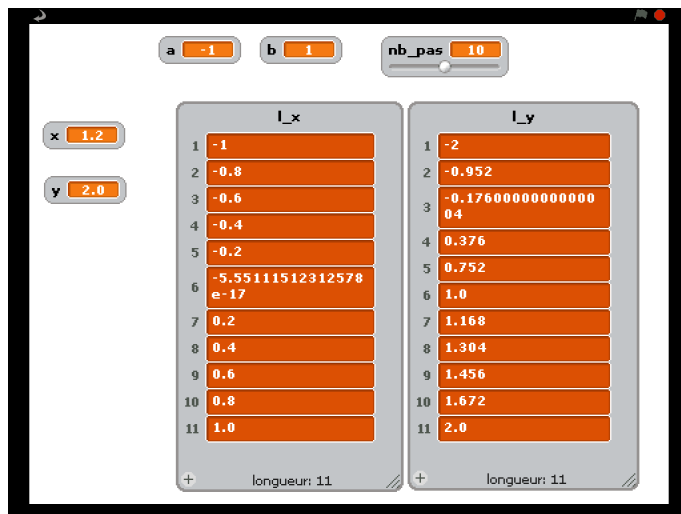 a -1 b 1 nb_pas 10
x 1.2
y 2.0
l_x
1 -1
2 -0.8
3 -0.6
4 -0.4
5 -0.2
6 -5.55111512312578
e-17
7 0.2
8 0.4
9 0.6
10 0.8
11 1.0
+ longueur: 11
l_y
1 -2
2 -0.952
3 -0.17600000000000
04
4 0.376
5 0.752
6 1.0
7 1.168
8 1.304
9 1.456
10 1.672
11 2.0
+ longueur: 11